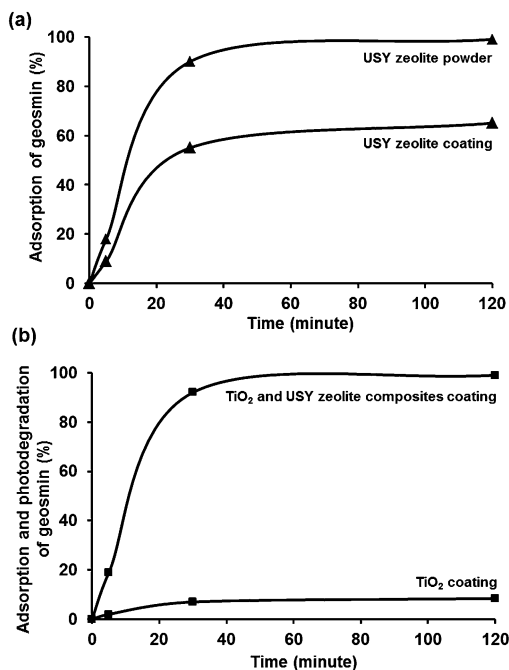 (a)
100
80
60
40
20
0
Adsorption of geosmin (%)
USY zeolite powder
USY zeolite coating
0 20 40 60 80 100 120
Time (minute)
(b)
100
80
60
40
20
0
Adsorption and photodegradation
of geosmin (%)
TiO₂ and USY zeolite composites coating
TiO₂ coating
0 20 40 60 80 100 120
Time (minute)